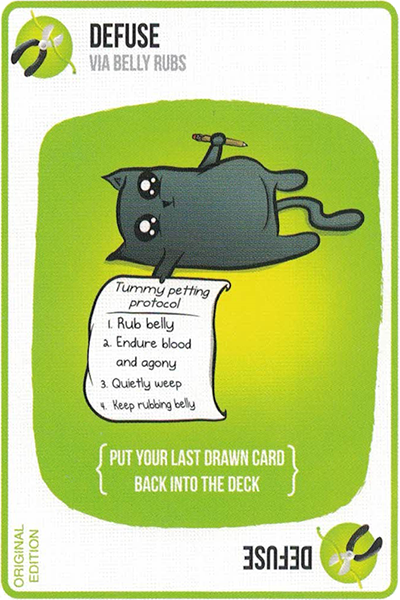 DEFUSE
VIA BELLY RUBS
Tummy petting
protocol
1. Rub belly
2. Endure blood
and agony
3. Quietly weep
4. Keep rubbing belly
PUT YOUR LAST DRAWN CARD
BACK INTO THE DECK
ORIGINAL
EDITION
DEFUSE